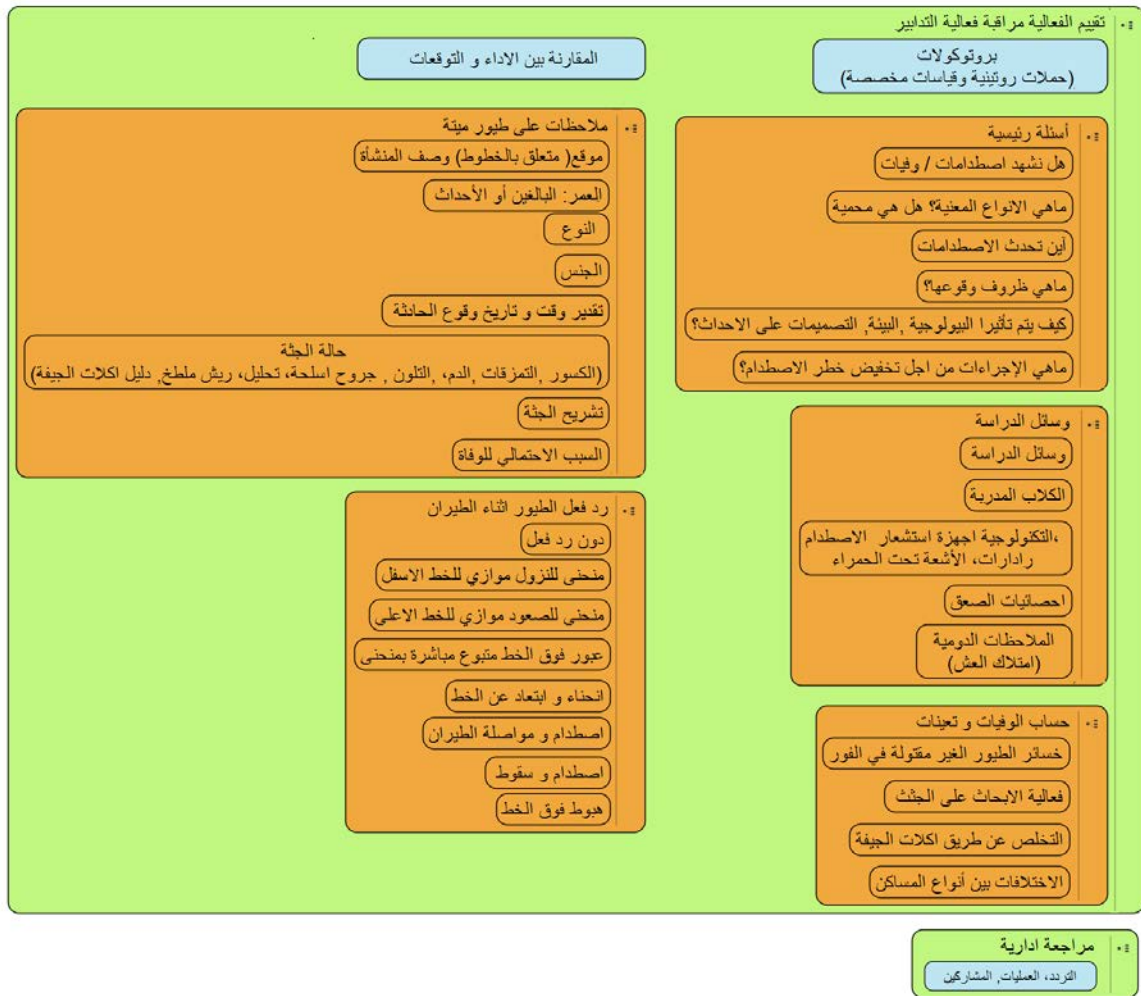 تقييم الفعالية مراقبة فعالية التدابير
بروتوكولات
(حملات روتينية وقياسات مخصصة)
المقارنة بين الاداء و التوقعات
أسئلة رئيسية
هل نشهد اصطدامات / وفيات
ماهي الانواع المعنية؟ هل هي محمية
أين تحدث الاصطدامات
ماهي ظروف وقوعها؟
كيف يتم تأثيرا البيولوجية ,البيئة, التصميمات على الاحداث؟
ماهي الإجراءات من اجل تخفيض خطر الاصطدام؟
وسائل الدراسة
وسائل الدراسة
الكلاب المدربة
،التكنولوجية اجهزة استشعار الاصطدام
رادارات، الأشعة تحت الحمراء
احصائيات الصعق
الملاحظات الدومية
(امتلاك العش)
حساب الوفيات و تعينات
خسائر الطيور الغير مقتولة في الفور
فعالية الابحاث على الجثث
التخلص عن طريق اكلات الجيفة
الاختلافات بين أنواع المساكن
ملاحظات على طيور ميتة
موقع( متعلق بالخطوط) وصف المنشأة
العمر: البالغين أو الأحداث
النوع
الجنس
تقدير وقت و تاريخ وقوع الحادثة
حالة الجثة
(الكسور ,التمزقات ,الدم، ,التلون , جروح اسلحة، تحليل، ريش ملطخ, دليل اكلات الجيفة)
تشريح الجثة
السبب الاحتمالي للوفاة
رد فعل الطيور اثناء الطيران
دون رد فعل
منحنى للنزول موازي للخط الاسفل
منحنى للصعود موازي للخط الاعلى
عبور فوق الخط متبوع مباشرة بمنحنى
انحناء و ابتعاد عن الخط
اصطدام و مواصلة الطيران
اصطدام و سقوط
هبوط فوق الخط
مراجعة ادارية
التردد، العمليات, المشاركين